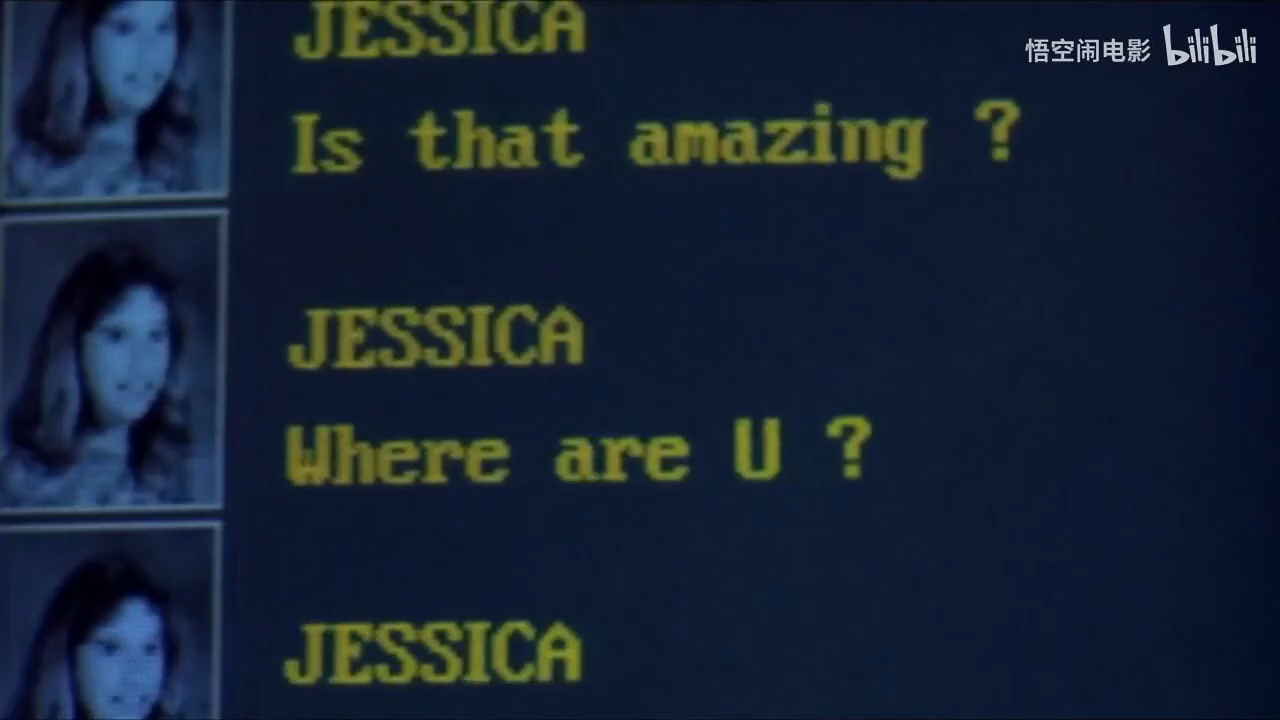 JESSICA
悟空闹电影 bilibili
Is that amazing ?
JESSICA
Where are U ?
JESSICA